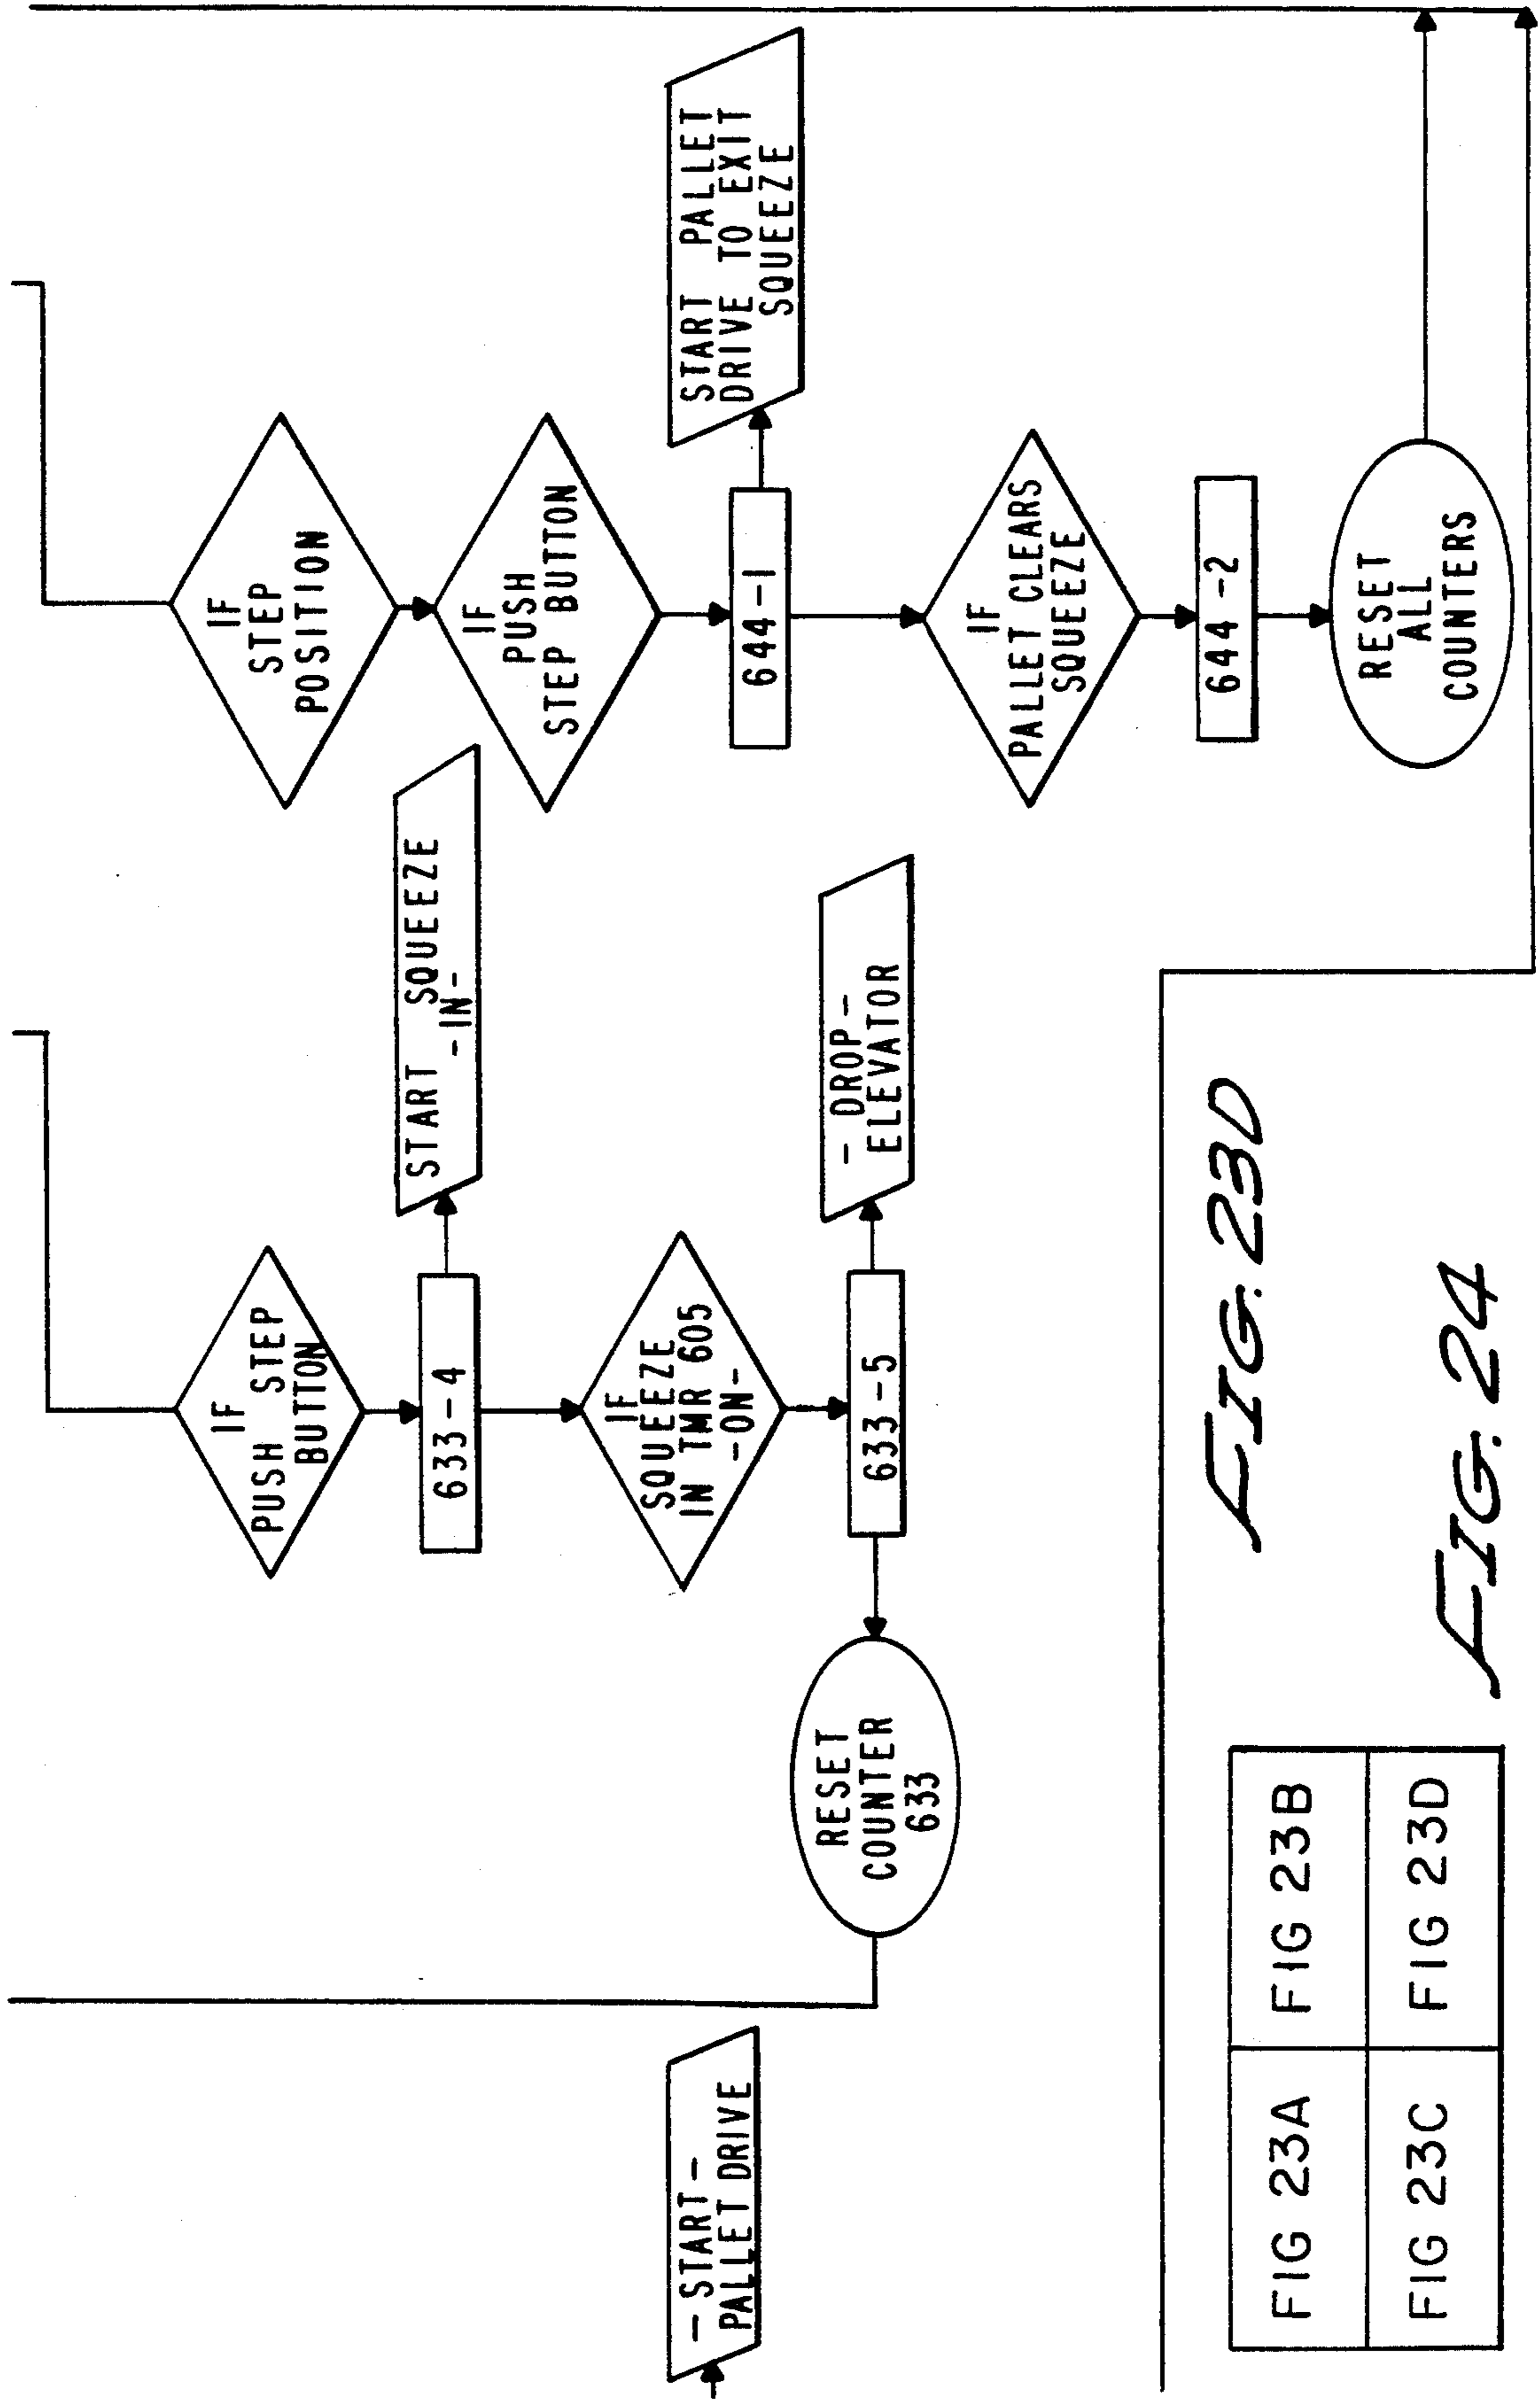 IF
STEP
POSITION
IF
PUSH
STEP BUTTON
644-1
START PALLET
DRIVE TO EXIT
SQUEEZE
IF
PALLET CLEARS
SQUEEZE
644-2
RESET
ALL
COUNTERS
IF
PUSH STEP
BUTTON
633-4
START SQUEEZE
-IN-
IF
SQUEEZE
IN TMR 605
-ON-
633-5
- DROP-
ELEVATOR
RESET
COUNTER
633
-START-
PALLET DRIVE
FIG. 23D
FIG 23A FIG 23B
FIG 23C FIG 23D
FIG. 24